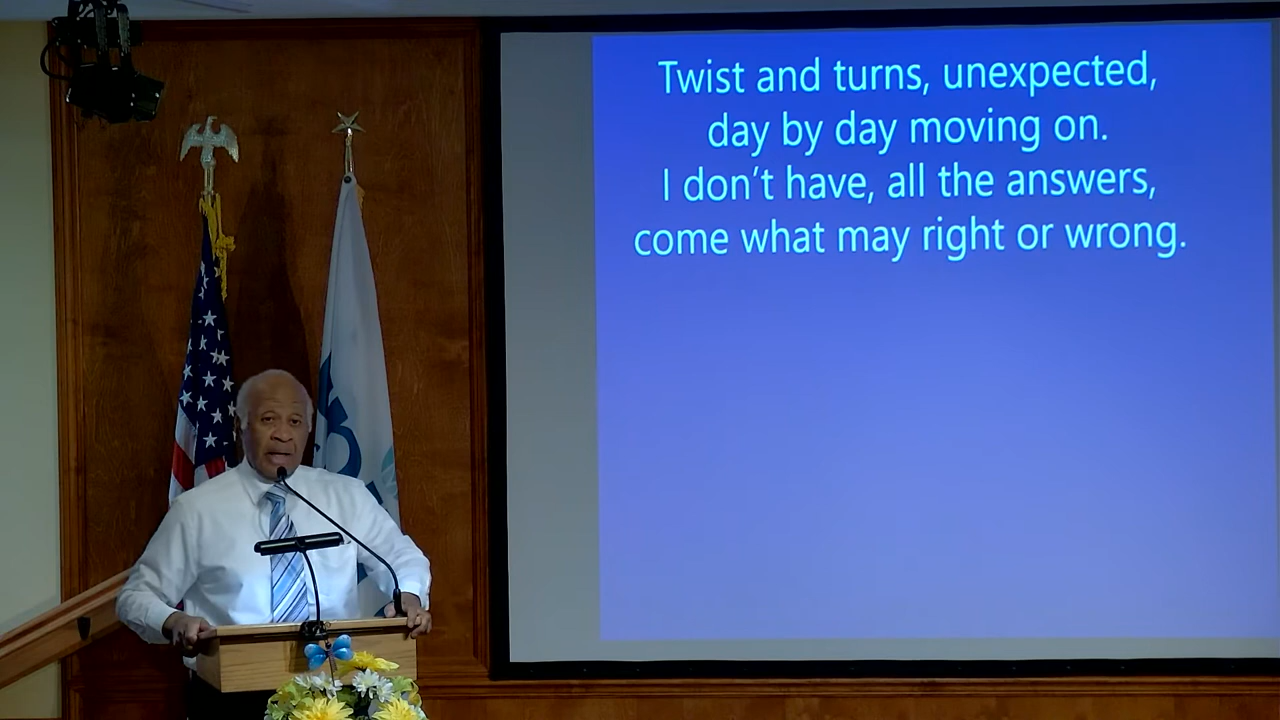 Twist and turns, unexpected,
day by day moving on.
I don't have, all the answers,
come what may right or wrong.